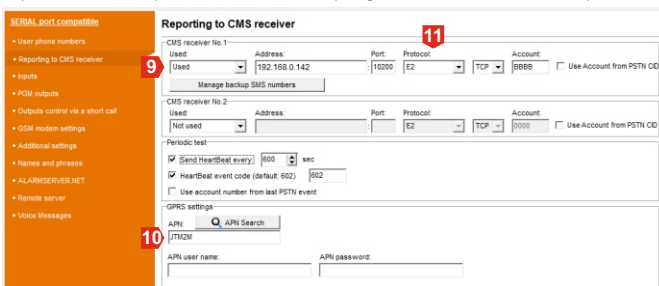 SERIAL port compatible
• User phone numbers
• Reporting to CMS receiver
• Inputs
• PGM outputs
• Outputs control via a short call
• GSM modem settings
• Additional settings
• Names and phrases
• ALARMSERVER.NET
• Remote server
• Voice Messages
Reporting to CMS receiver
11
CMS receiver No.1
Used: Address: Port: Protocol: Account:
9 Used 192.168.0.142 : 10200 E2 TCP BBBB Use Account from PSTN CID
Manage backup SMS numbers
CMS receiver No.2
Used: Address: Port: Protocol: Account:
Not used : E2 TCP 0000 Use Account from PSTN CID
Periodic test
Send HeartBeat every: 600 sec
HeartBeat event code (default: 602) 602
Use account number from last PSTN event
GPRS settings
APN: APN Search
10 JTM2M
APN user name: APN password: